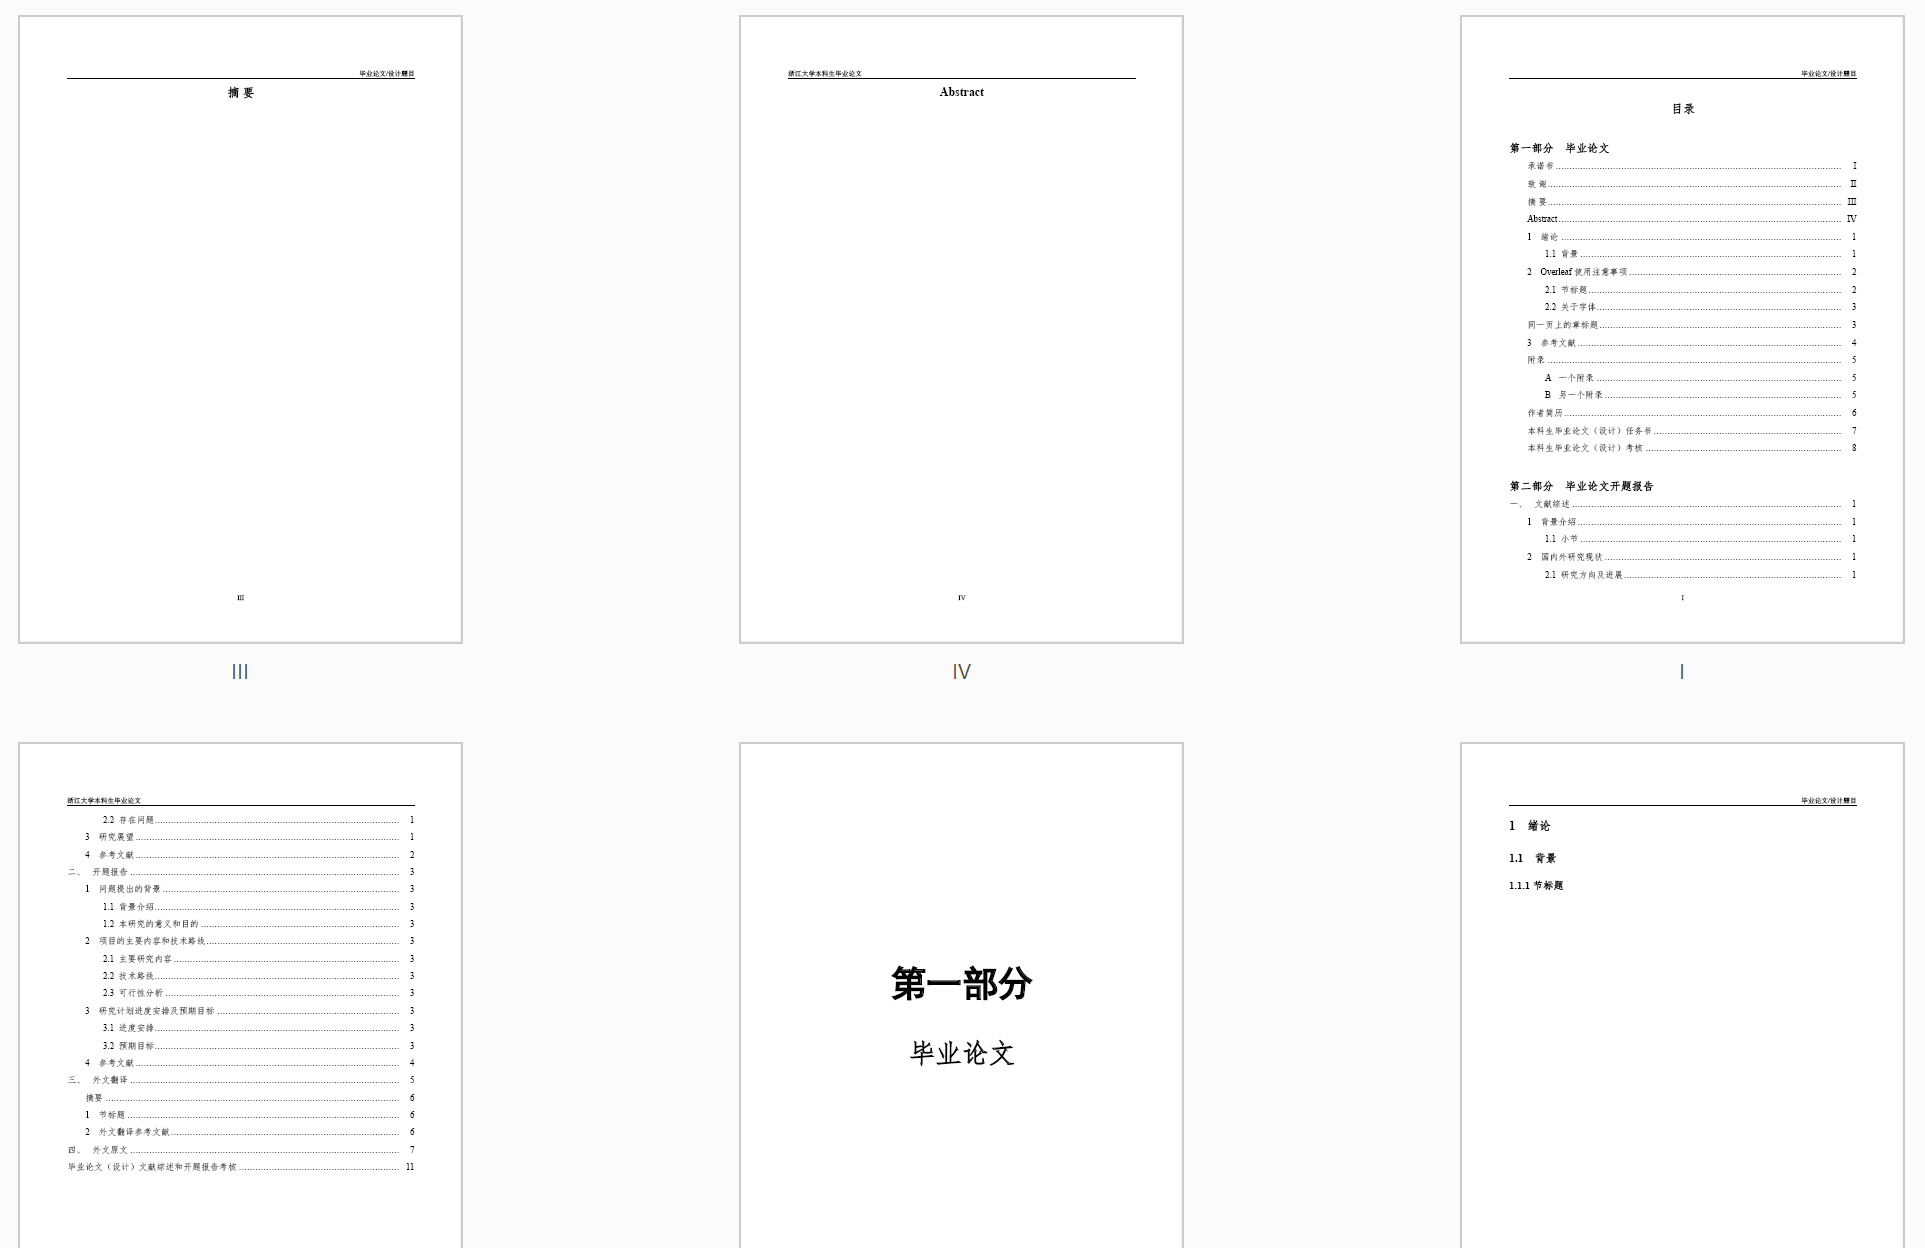 毕业论文/设计题目
摘 要
III
III
浙江大学本科生毕业论文
Abstract
IV
IV
毕业论文/设计题目
目录
第一部分 毕业论文
承诺书 I
致 谢 II
摘 要 III
Abstract IV
1 绪论 1
1.1 背景 1
2 Overleaf 使用注意事项 2
2.1 节标题 2
2.2 关于字体 3
同一页上的章标题 3
3 参考文献 4
附录 5
A 一个附录 5
B 另一个附录 5
作者简历 6
本科生毕业论文（设计）任务书 7
本科生毕业论文（设计）考核 8
第二部分 毕业论文开题报告
一、 文献综述 1
1 背景介绍 1
1.1 小节 1
2 国内外研究现状 1
2.1 研究方向及进展 1
I
I
浙江大学本科生毕业论文
2.2 存在问题 1
3 研究展望 1
4 参考文献 2
二、 开题报告 3
1 问题提出的背景 3
1.1 背景介绍 3
1.2 本研究的意义和目的 3
2 项目的主要内容和技术路线 3
2.1 主要研究内容 3
2.2 技术路线 3
2.3 可行性分析 3
3 研究计划进度安排及预期目标 3
3.1 进度安排 3
3.2 预期目标 3
4 参考文献 4
三、 外文翻译 5
摘要 6
1 节标题 6
2 外文翻译参考文献 6
四、 外文原文 7
毕业论文（设计）文献综述和开题报告考核 11
第一部分
毕业论文
毕业论文/设计题目
1 绪论
1.1 背景
1.1.1 节标题